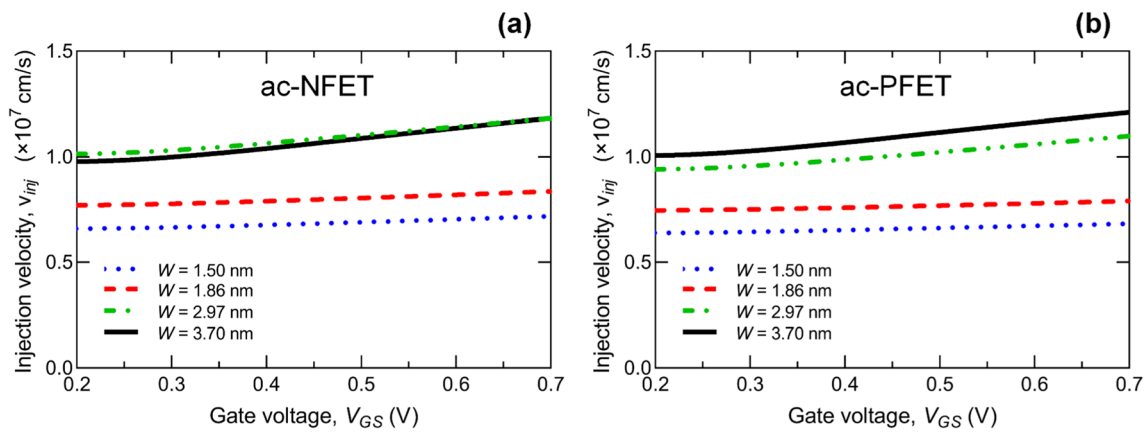 (a)
ac-NFET
Injection velocity, v_inj (×10^7 cm/s)
1.5
1.0
0.5
0.0
W = 1.50 nm
W = 1.86 nm
W = 2.97 nm
W = 3.70 nm
0.2 0.3 0.4 0.5 0.6 0.7
Gate voltage, V_GS (V)
(b)
ac-PFET
Injection velocity, v_inj (×10^7 cm/s)
1.5
1.0
0.5
0.0
W = 1.50 nm
W = 1.86 nm
W = 2.97 nm
W = 3.70 nm
0.2 0.3 0.4 0.5 0.6 0.7
Gate voltage, V_GS (V)